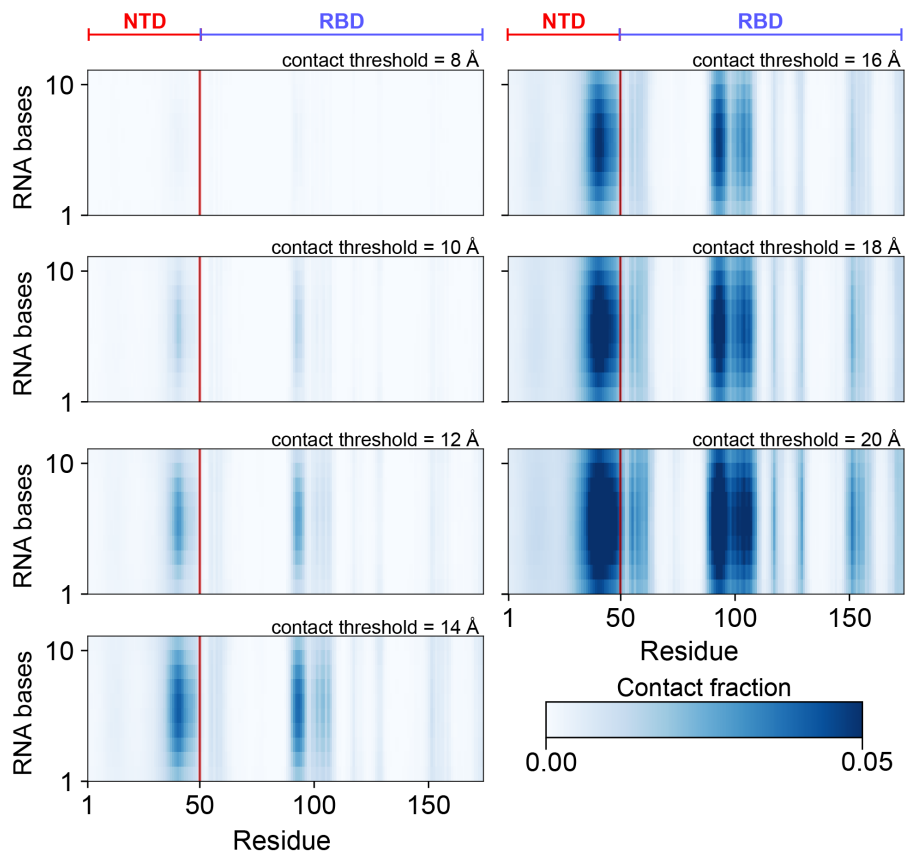 NTD RBD NTD RBD
contact threshold = 8 Å
10
RNA bases
1
contact threshold = 16 Å
contact threshold = 10 Å
10
RNA bases
1
contact threshold = 18 Å
contact threshold = 12 Å
10
RNA bases
1
contact threshold = 20 Å
1 50 100 150
Residue
contact threshold = 14 Å
10
RNA bases
1
1 50 100 150
Residue
Contact fraction
0.00 0.05